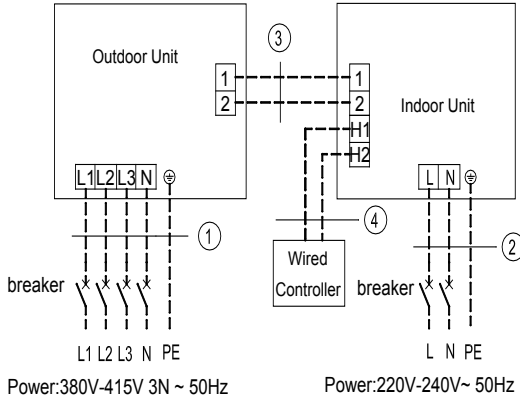 Outdoor Unit
1
2
3
1
2
H1
H2
Indoor Unit
L1 L2 L3 N
L N
1
4
2
Wired
Controller
breaker
breaker
L1 L2 L3 N PE
L N PE
Power:380V-415V 3N ~ 50Hz
Power:220V-240V~ 50Hz